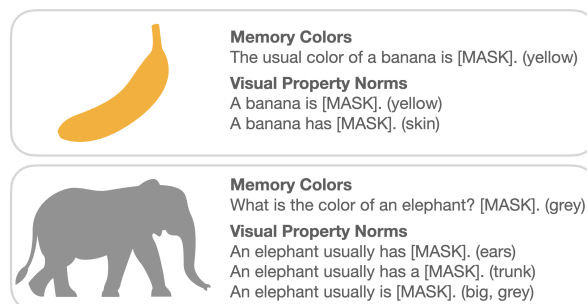 Memory Colors
The usual color of a banana is [MASK]. (yellow)
Visual Property Norms
A banana is [MASK]. (yellow)
A banana has [MASK]. (skin)
Memory Colors
What is the color of an elephant? [MASK]. (grey)
Visual Property Norms
An elephant usually has [MASK]. (ears)
An elephant usually has a [MASK]. (trunk)
An elephant usually is [MASK]. (big, grey)